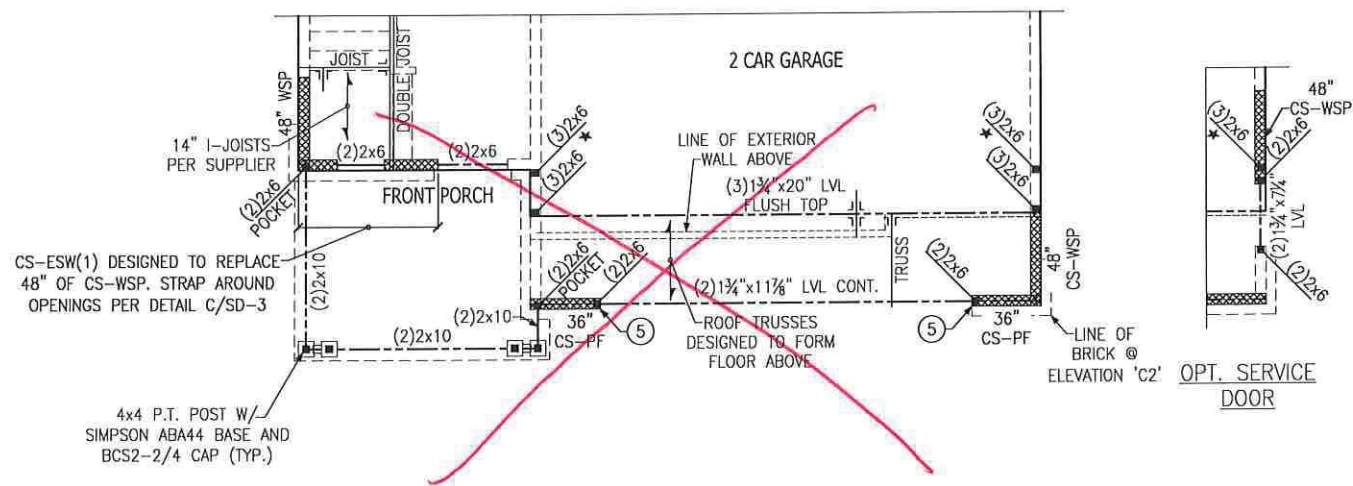 JOIST
DOUBLE JOIST
2 CAR GARAGE
48" WSP
14" I-JOISTS
PER SUPPLIER
(2)2x6
(2)2x6
(3)2x6
★
(3)2x6
LINE OF EXTERIOR
WALL ABOVE
★
(3)2x6
(3)2x6
(3)1¾"x20" LVL
FLUSH TOP
(2)2x6
POCKET
FRONT PORCH
CS-ESW(1) DESIGNED TO REPLACE
48" OF CS-WSP. STRAP AROUND
OPENINGS PER DETAIL C/SD-3
(2)2x10
(2)2x6
POCKET
(2)2x6
(2)1¾"x11⅞" LVL CONT.
TRUSS
(2)2x6
48"
CS-WSP
(2)2x10
(2)2x10
36"
CS-PF
5
ROOF TRUSSES
DESIGNED TO FORM
FLOOR ABOVE
5
36"
CS-PF
LINE OF
BRICK @
ELEVATION 'C2'
4x4 P.T. POST W/
SIMPSON ABA44 BASE AND
BCS2-2/4 CAP (TYP.)
48"
CS-WSP
(3)2x6
★
(2)2x6
(2)1¾"x7¼"
LVL
(2)2x6
OPT. SERVICE
DOOR